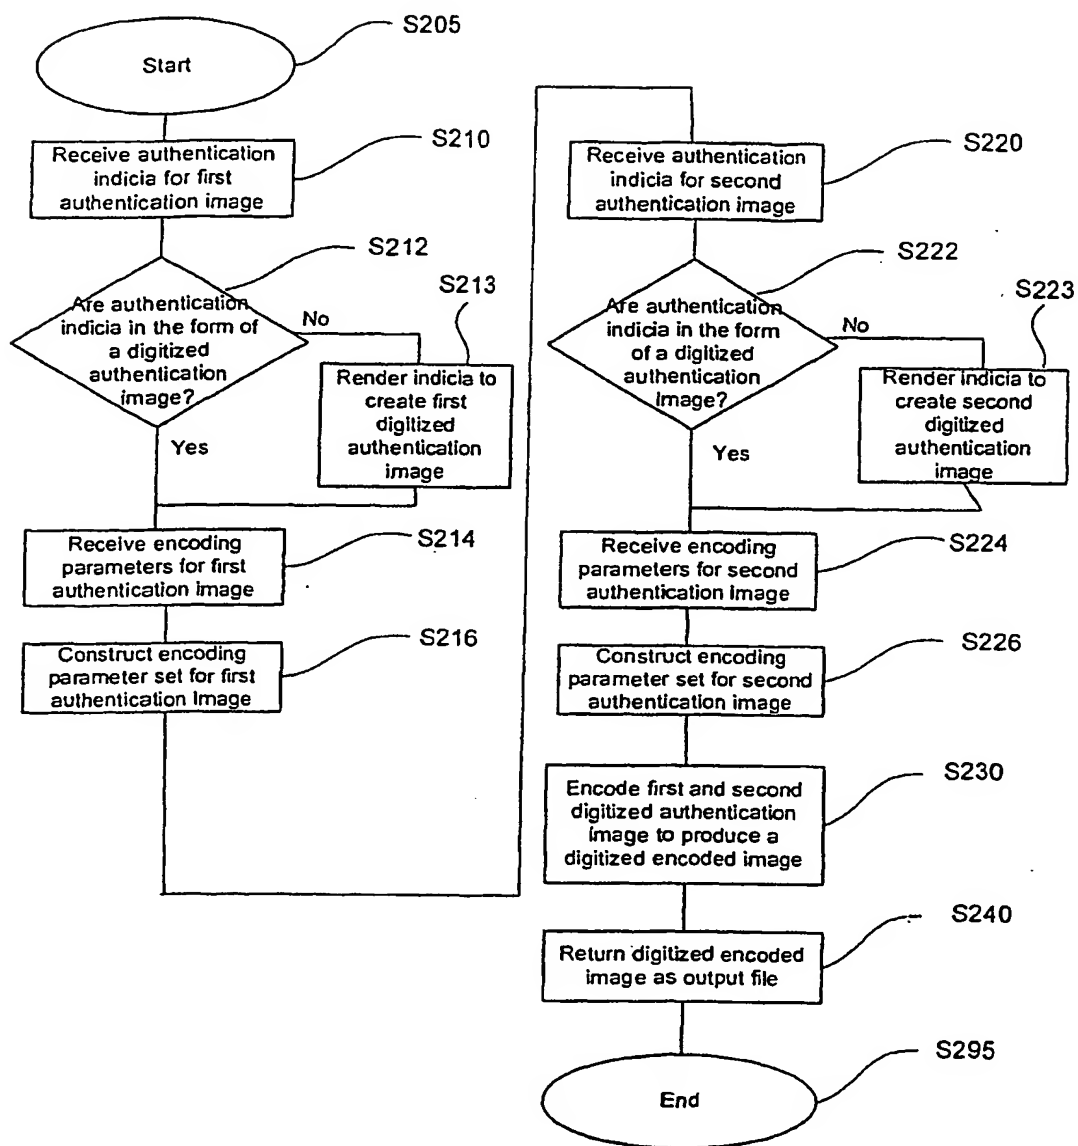 S205
Start
S210
Receive authentication
indicia for first
authentication image
S212
Are authentication
indicia in the form of
a digitized
authentication
image?
No
S213
Render indicia to
create first
digitized
authentication
image
Yes
Receive encoding
parameters for first
authentication image
S214
Construct encoding
parameter set for first
authentication Image
S216
Receive authentication
indicia for second
authentication image
S220
S222
Are authentication
indicia in the form
of a digitized
authentication
Image?
No
S223
Render indicia to
create second
digitized
authentication
image
Yes
Receive encoding
parameters for second
authentication Image
S224
Construct encoding
parameter set for second
authentication image
S226
Encode first and second
digitized authentication
Image to produce a
digitized encoded image
S230
Return digitized encoded
image as output file
S240
End
S295